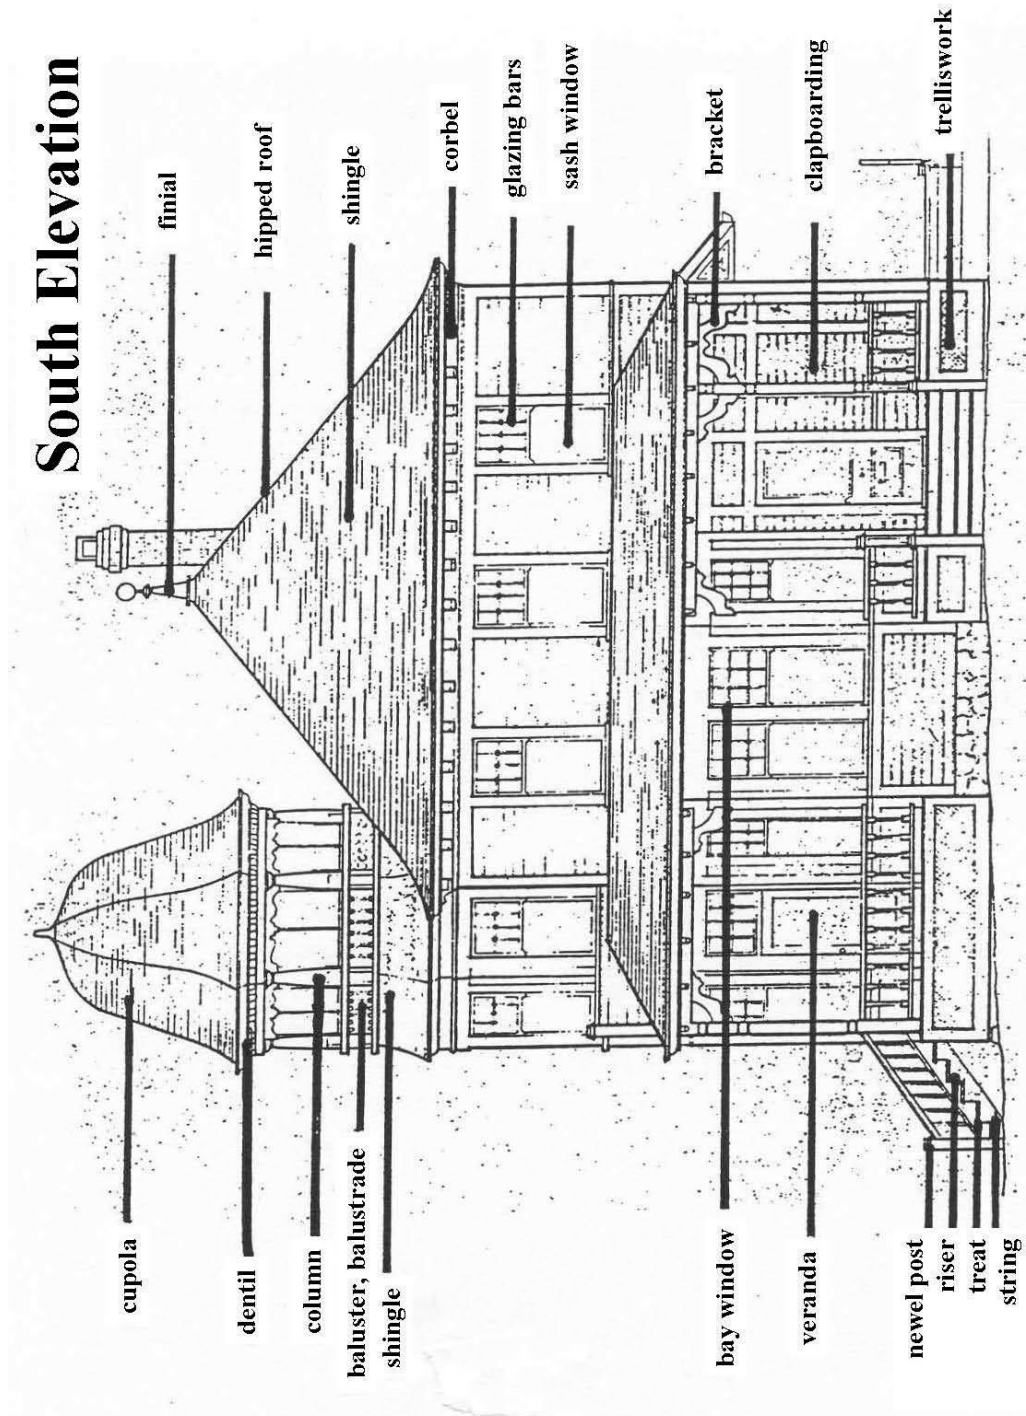 South Elevation
cupola
dentil
column
baluster, balustrade
shingle
bay window
veranda
newel post
riser
treat
string
finial
hipped roof
shingle
corbel
glazing bars
sash window
bracket
clapboarding
trelliswork